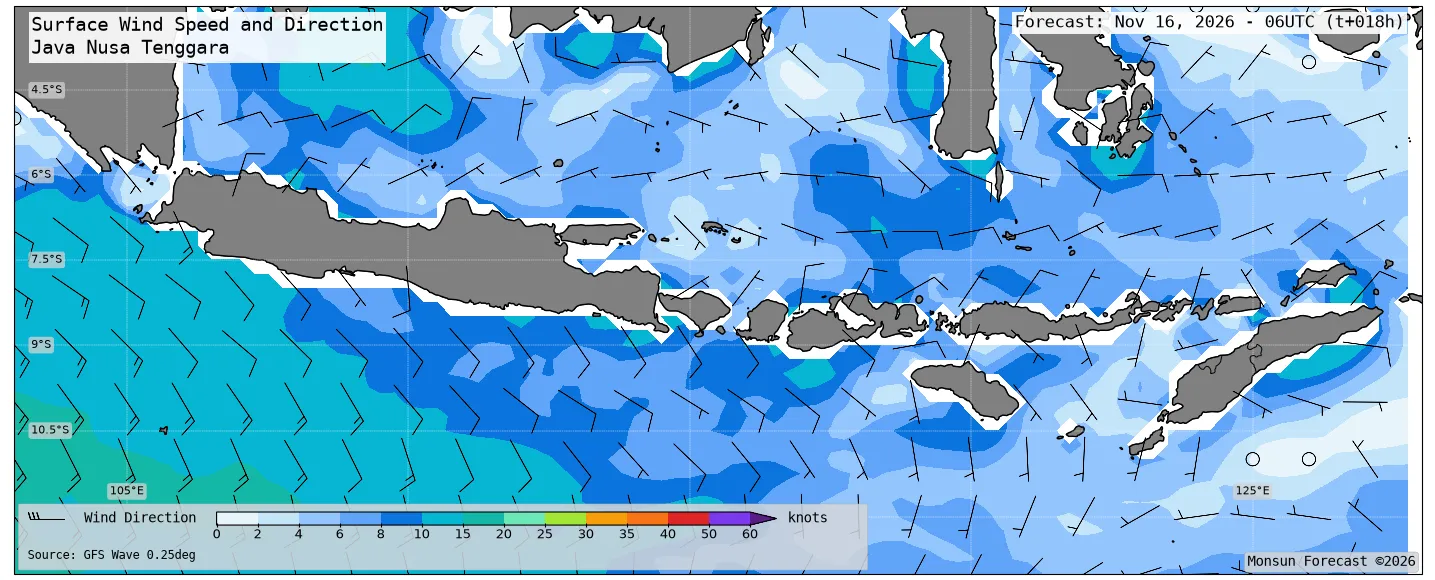 Surface Wind Speed and Direction
Java Nusa Tenggara
Forecast: Nov 16, 2026 - 06UTC (t+018h)
4.5°S
6°S
7.5°S
9°S
10.5°S
105°E
125°E
Wind Direction
0 2 4 6 8 10 15 20 25 30 35 40 50 60
knots
Source: GFS Wave 0.25deg
Monsun Forecast ©2026